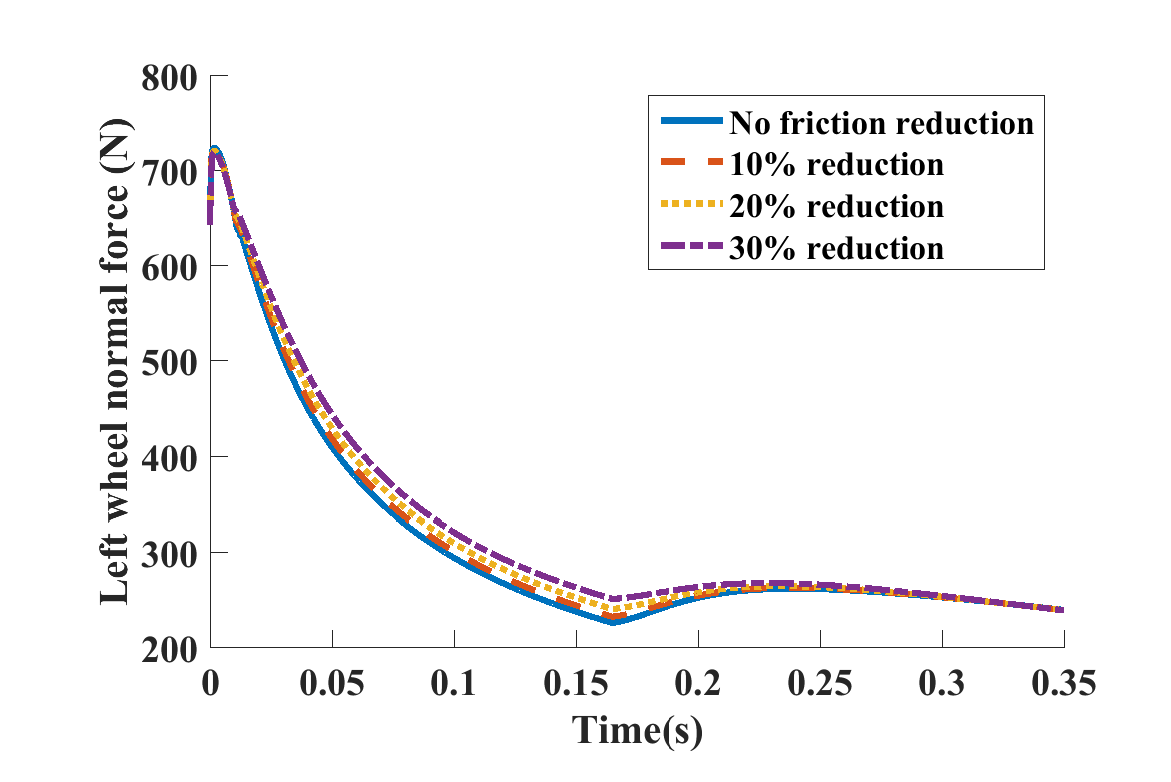 800
700
600
500
400
300
200
Left wheel normal force (N)
No friction reduction
10% reduction
20% reduction
30% reduction
0 0.05 0.1 0.15 0.2 0.25 0.3 0.35
Time(s)